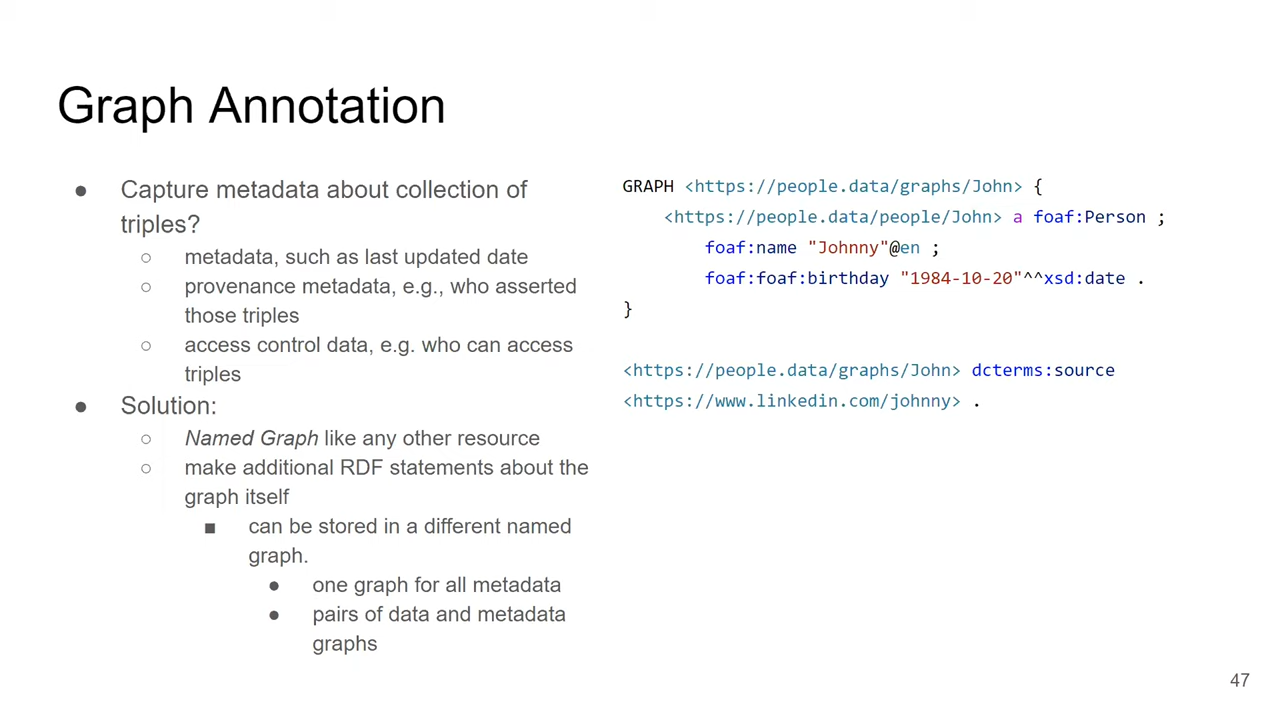 Graph Annotation
● Capture metadata about collection of
triples?
○ metadata, such as last updated date
○ provenance metadata, e.g., who asserted
those triples
○ access control data, e.g. who can access
triples
● Solution:
○ Named Graph like any other resource
○ make additional RDF statements about the
graph itself
■ can be stored in a different named
graph.
● one graph for all metadata
● pairs of data and metadata
graphs
GRAPH <https://people.data/graphs/John> {
<https://people.data/people/John> a foaf:Person ;
foaf:name "Johnny"@en ;
foaf:foaf:birthday "1984-10-20"^^xsd:date .
}
<https://people.data/graphs/John> dcterms:source
<https://www.linkedin.com/johnny> .
47